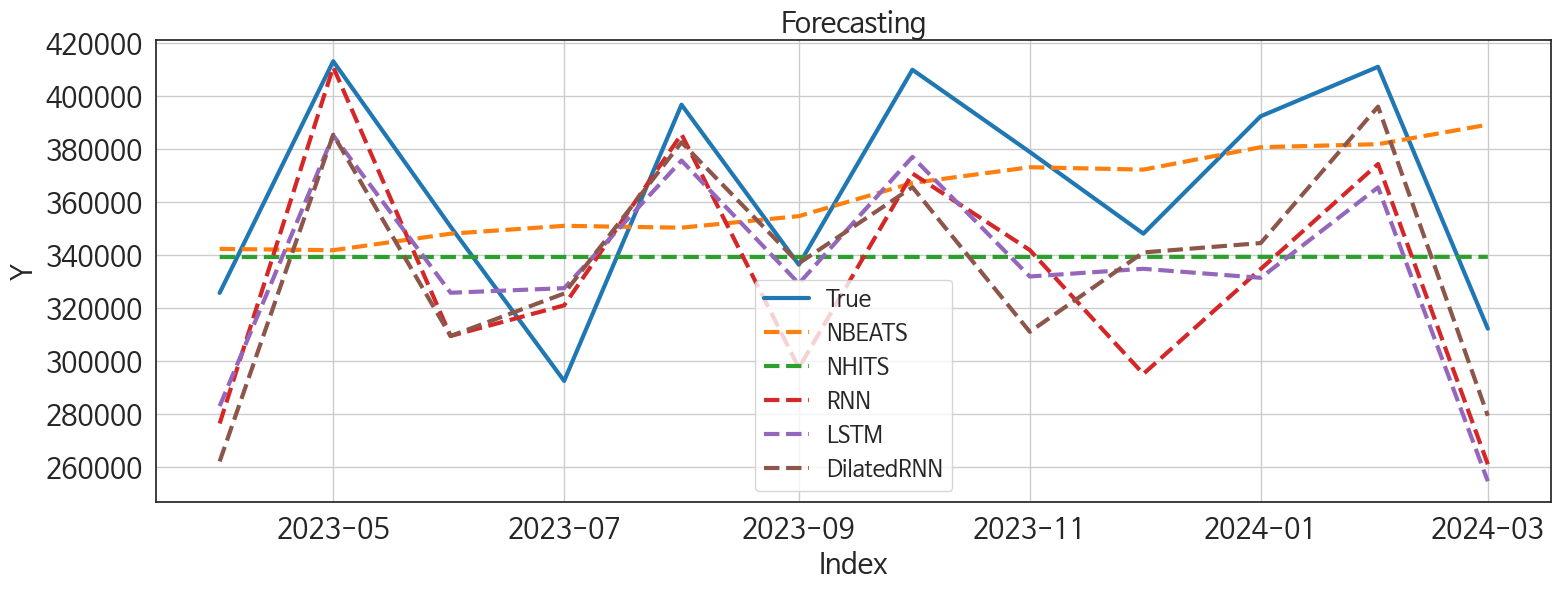 Forecasting
420000
400000
380000
360000
340000
320000
300000
280000
260000
Y
True
NBEATS
NHITS
RNN
LSTM
DilatedRNN
2023-05 2023-07 2023-09 2023-11 2024-01 2024-03
Index